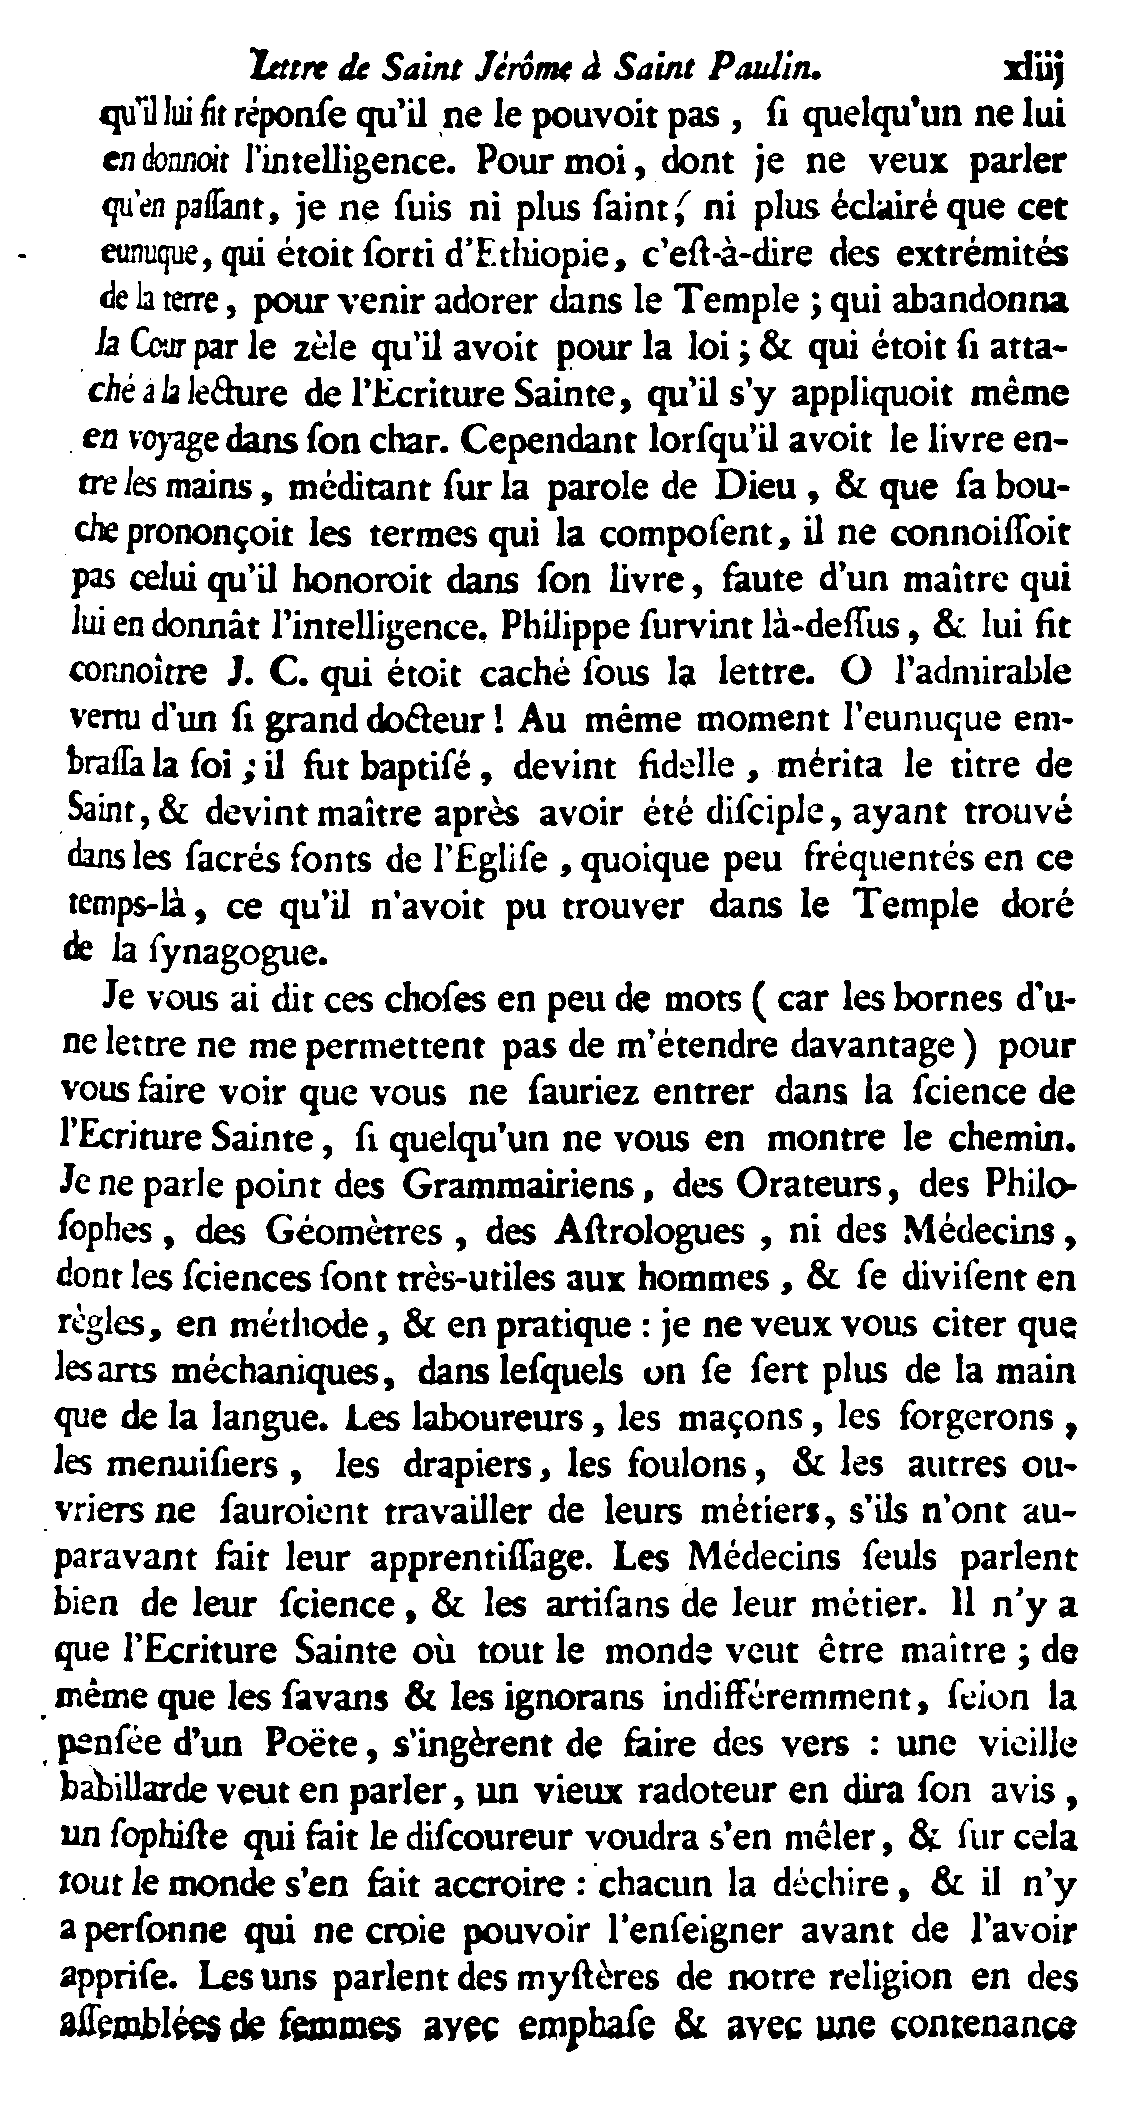 Lettre de Saint Jérôme à Saint Paulin. xliij
qu'il lui fit réponſe qu'il ne le pouvoit pas, ſi quelqu'un ne lui
en donnoit l'intelligence. Pour moi, dont je ne veux parler
qu'en paſſant, je ne ſuis ni plus ſaint, ni plus éclairé que cet
eunuque, qui étoit ſorti d'Ethiopie, c'eſt-à-dire des extrémités
de la terre, pour venir adorer dans le Temple ; qui abandonna
la Cour par le zèle qu'il avoit pour la loi ; & qui étoit ſi atta-
ché à la lecture de l'Ecriture Sainte, qu'il s'y appliquoit même
en voyage dans ſon char. Cependant lorſqu'il avoit le livre en-
tre les mains, méditant ſur la parole de Dieu, & que ſa bou-
che prononçoit les termes qui la compoſent, il ne connoiſſoit
pas celui qu'il honoroit dans ſon livre, faute d'un maître qui
lui en donnât l'intelligence. Philippe ſurvint là-deſſus, & lui fit
connoître J. C. qui étoit caché ſous la lettre. O l'admirable
vertu d'un ſi grand docteur ! Au même moment l'eunuque em-
braſſa la foi ; il fut baptiſé, devint fidelle, mérita le titre de
Saint, & devint maître après avoir été diſciple, ayant trouvé
dans les ſacrés fonts de l'Egliſe, quoique peu fréquentés en ce
temps-là, ce qu'il n'avoit pu trouver dans le Temple doré
de la ſynagogue.
Je vous ai dit ces choſes en peu de mots ( car les bornes d'u-
ne lettre ne me permettent pas de m'étendre davantage ) pour
vous faire voir que vous ne ſauriez entrer dans la ſcience de
l'Ecriture Sainte, ſi quelqu'un ne vous en montre le chemin.
Je ne parle point des Grammairiens, des Orateurs, des Philo-
ſophes, des Géomètres, des Aſtrologues, ni des Médecins,
dont les ſciences ſont très-utiles aux hommes, & ſe diviſent en
règles, en méthode, & en pratique : je ne veux vous citer que
les arts méchaniques, dans leſquels on ſe ſert plus de la main
que de la langue. Les laboureurs, les maçons, les forgerons,
les menuiſiers, les drapiers, les foulons, & les autres ou-
vriers ne ſauroient travailler de leurs métiers, s'ils n'ont au-
paravant fait leur apprentiſſage. Les Médecins ſeuls parlent
bien de leur ſcience, & les artiſans de leur métier. Il n'y a
que l'Ecriture Sainte où tout le monde veut être maître ; de
même que les ſavans & les ignorans indifféremment, ſelon la
penſée d'un Poëte, s'ingèrent de faire des vers : une vieille
babillarde veut en parler, un vieux radoteur en dira ſon avis,
un ſophiſte qui fait le diſcoureur voudra s'en mêler, & ſur cela
tout le monde s'en fait accroire : chacun la déchire, & il n'y
a perſonne qui ne croie pouvoir l'enſeigner avant de l'avoir
appriſe. Les uns parlent des myſtères de notre religion en des
aſſemblées de femmes avec emphaſe & avec une contenance